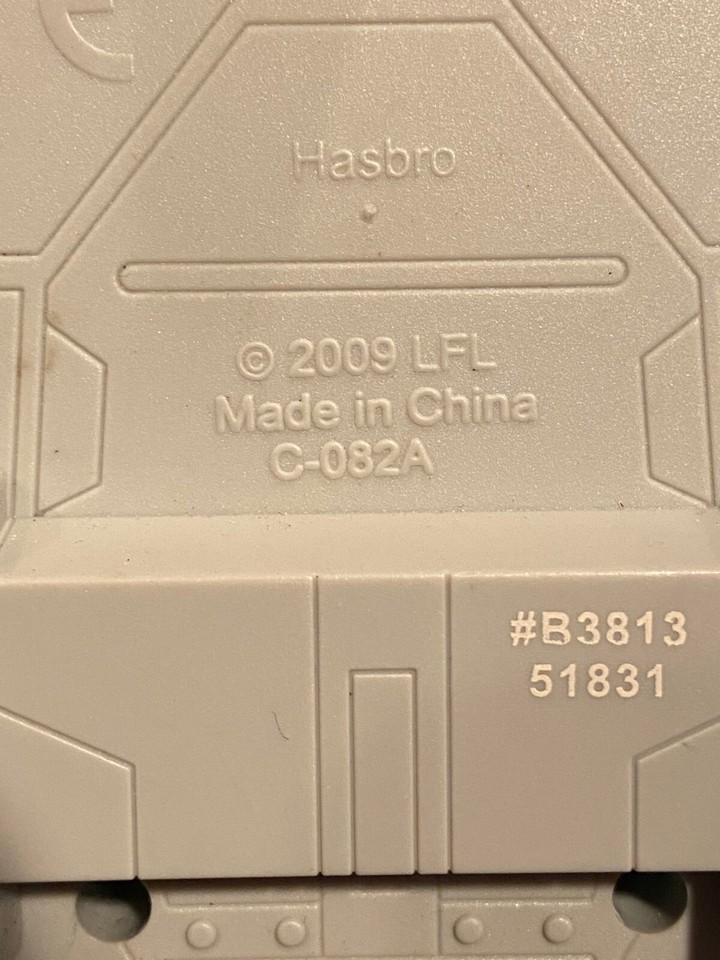 Hasbro
© 2009 LFL
Made in China
C-082A
#B3813
51831